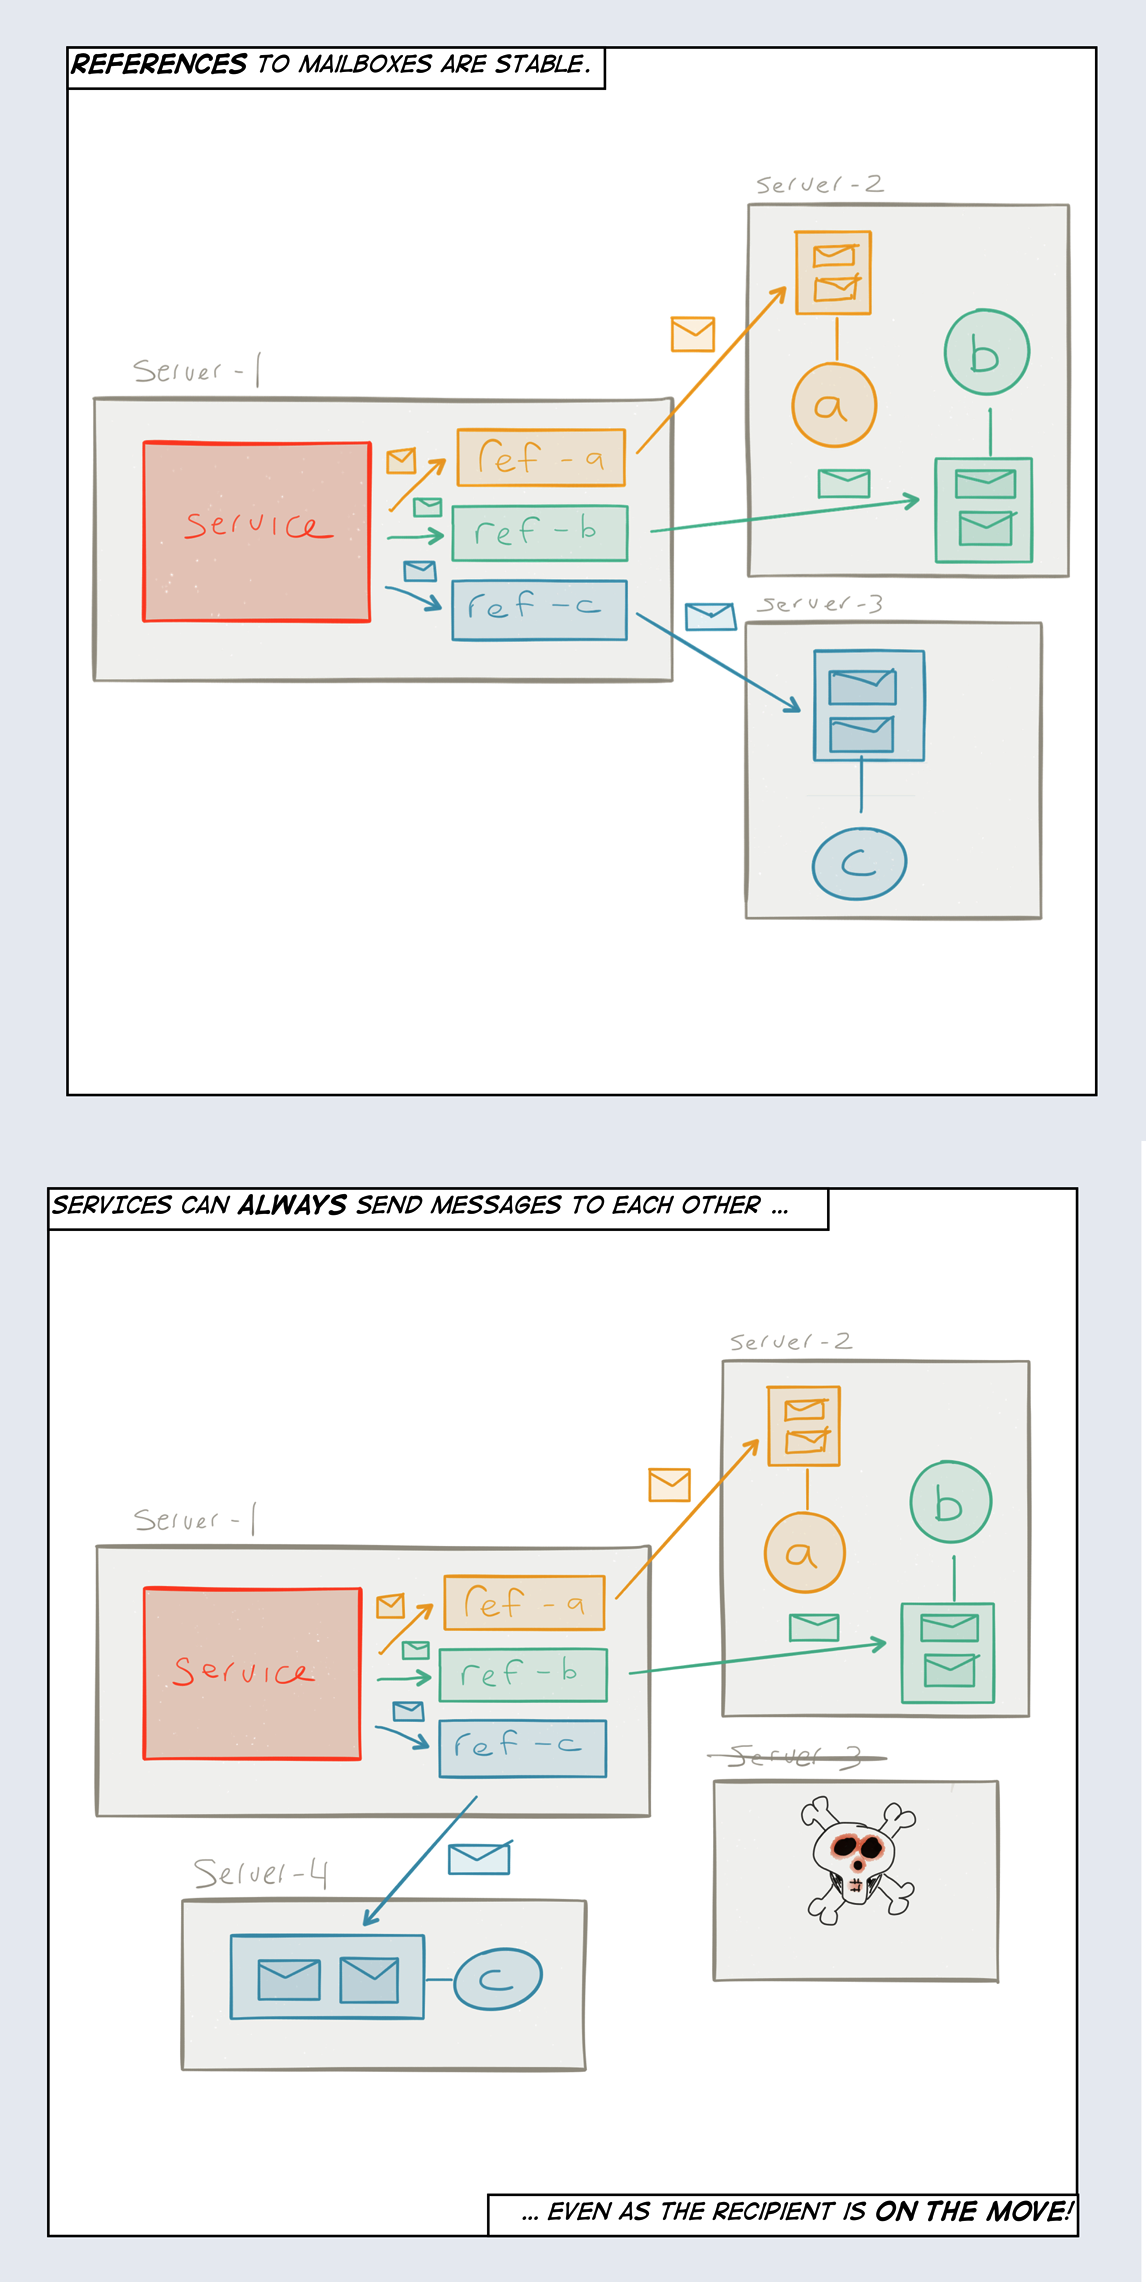 REFERENCES TO MAILBOXES ARE STABLE.
Server-2
a
b
Server-1
Service
ref-a
ref-b
ref-c
Server-3
c
SERVICES CAN ALWAYS SEND MESSAGES TO EACH OTHER ...
Server-2
a
b
Server-1
Service
ref-a
ref-b
ref-c
Server-3
Server-4
c
... EVEN AS THE RECIPIENT IS ON THE MOVE!